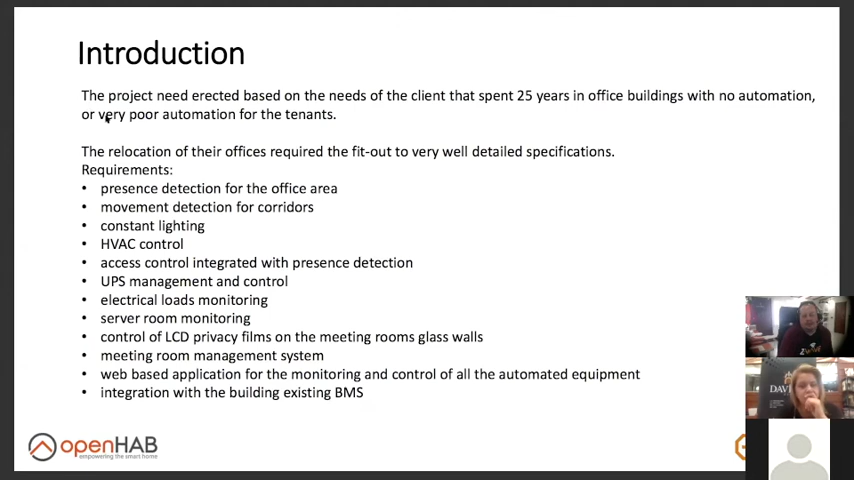 Introduction
The project need erected based on the needs of the client that spent 25 years in office buildings with no automation,
or very poor automation for the tenants.
The relocation of their offices required the fit-out to very well detailed specifications.
Requirements:
• presence detection for the office area
• movement detection for corridors
• constant lighting
• HVAC control
• access control integrated with presence detection
• UPS management and control
• electrical loads monitoring
• server room monitoring
• control of LCD privacy films on the meeting rooms glass walls
• meeting room management system
• web based application for the monitoring and control of all the automated equipment
• integration with the building existing BMS
openHAB
empowering the smart home